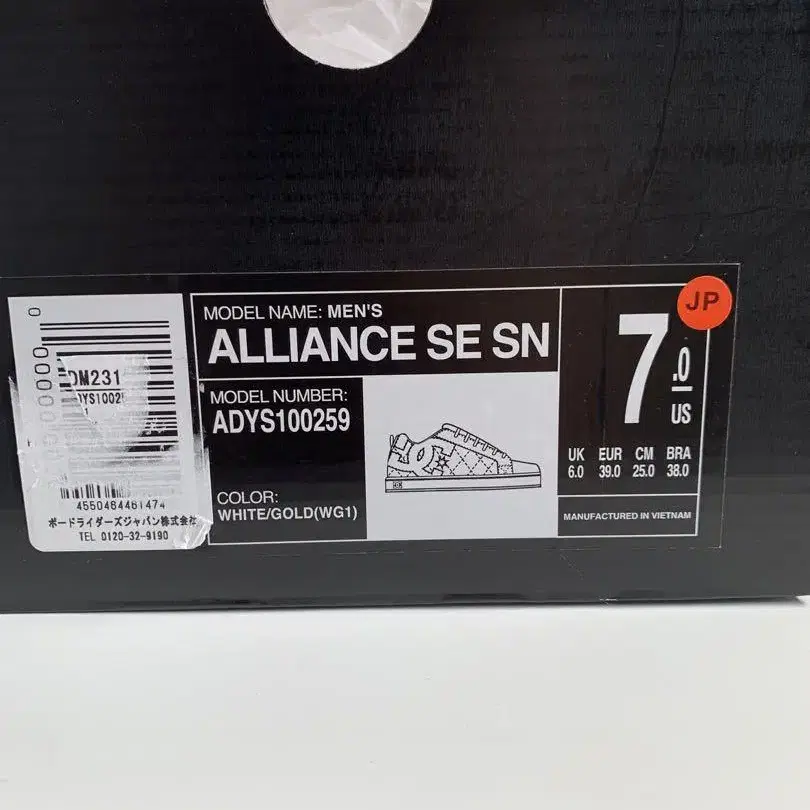 0
DM231
4550464461474
ボードライダーズジャパン株式会社
TEL 0120-32-9190
MODEL NAME: MEN'S
ALLIANCE SE SN
MODEL NUMBER:
ADYS100259
COLOR:
WHITE/GOLD(WG1)
7.0
US
JP
UK EUR CM BRA
6.0 39.0 25.0 38.0
MANUFACTURED IN VIETNAM